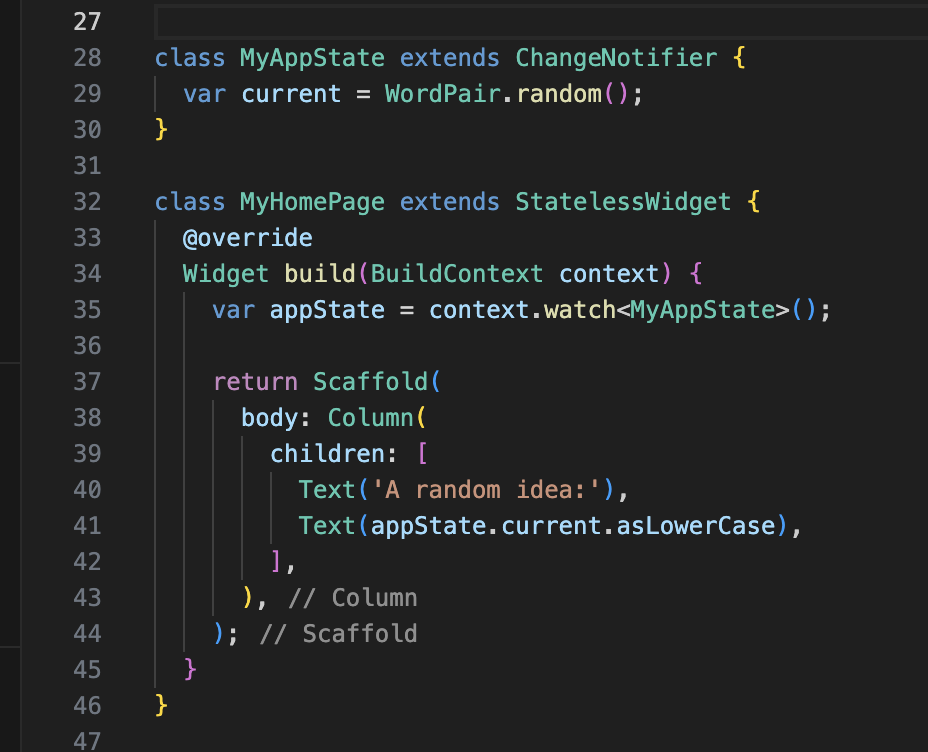 27
28 class MyAppState extends ChangeNotifier {
29   var current = WordPair.random();
30 }
31
32 class MyHomePage extends StatelessWidget {
33   @override
34   Widget build(BuildContext context) {
35     var appState = context.watch<MyAppState>();
36
37     return Scaffold(
38       body: Column(
39         children: [
40           Text('A random idea:'),
41           Text(appState.current.asLowerCase),
42         ],
43       ), // Column
44     ); // Scaffold
45   }
46 }
47